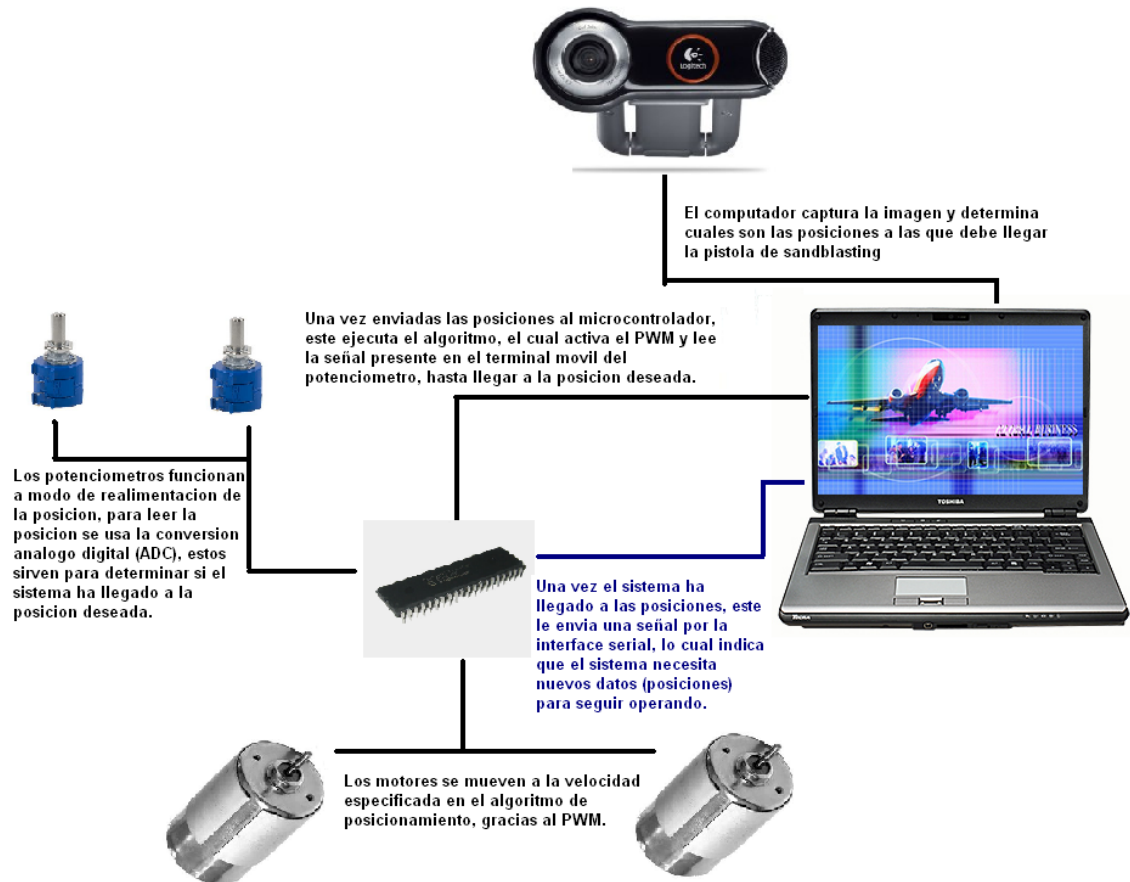 Logitech
El computador captura la imagen y determina
cuales son las posiciones a las que debe llegar
la pistola de sandblasting
Una vez enviadas las posiciones al microcontrolador,
este ejecuta el algoritmo, el cual activa el PWM y lee
la señal presente en el terminal movil del
potenciometro, hasta llegar a la posicion deseada.
BUSINESS
TOSHIBA
Los potenciometros funcionan
a modo de realimentacion de
la posicion, para leer la
posicion se usa la conversion
analogo digital (ADC), estos
sirven para determinar si el
sistema ha llegado a la
posicion deseada.
Una vez el sistema ha
llegado a las posiciones, este
le envia una señal por la
interface serial, lo cual indica
que el sistema necesita
nuevos datos (posiciones)
para seguir operando.
Los motores se mueven a la velocidad
especificada en el algoritmo de
posicionamiento, gracias al PWM.